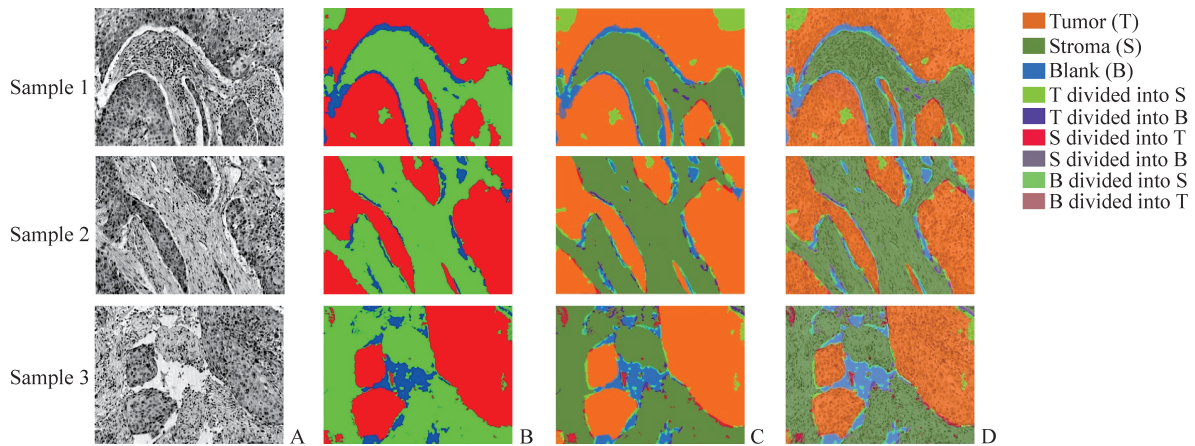 Sample 1
Sample 2
Sample 3
A
B
C
D
Tumor (T)
Stroma (S)
Blank (B)
T divided into S
T divided into B
S divided into T
S divided into B
B divided into S
B divided into T